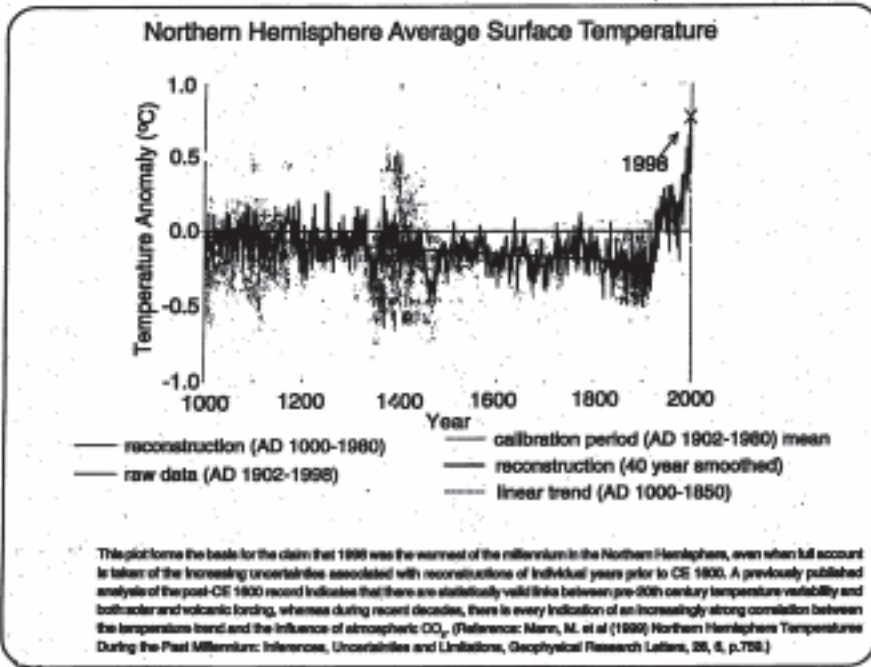 Northern Hemisphere Average Surface Temperature
Temperature Anomaly (ºC)
1.0
0.5
0.0
-0.5
-1.0
1998
1000
1200
1400
1600
1800
2000
Year
reconstruction (AD 1000-1980)
raw data (AD 1902-1998)
calibration period (AD 1902-1980) mean
reconstruction (40 year smoothed)
linear trend (AD 1000-1850)
This plot forms the basis for the claim that 1998 was the warmest of the millennium in the Northern Hemisphere, even when full account
is taken of the increasing uncertainties associated with reconstructions of individual years prior to CE 1600. A previously published
analysis of the post-CE 1600 record indicates that there are statistically valid links between pre-20th century temperature variability and
both solar and volcanic forcing, whereas during recent decades, there is every indication of an increasingly strong correlation between
the temperature trend and the influence of atmospheric CO₂. (Reference: Mann, M. et al (1999) Northern Hemisphere Temperatures
During the Past Millennium: Inferences, Uncertainties and Limitations, Geophysical Research Letters, 26, 6, p.759.)